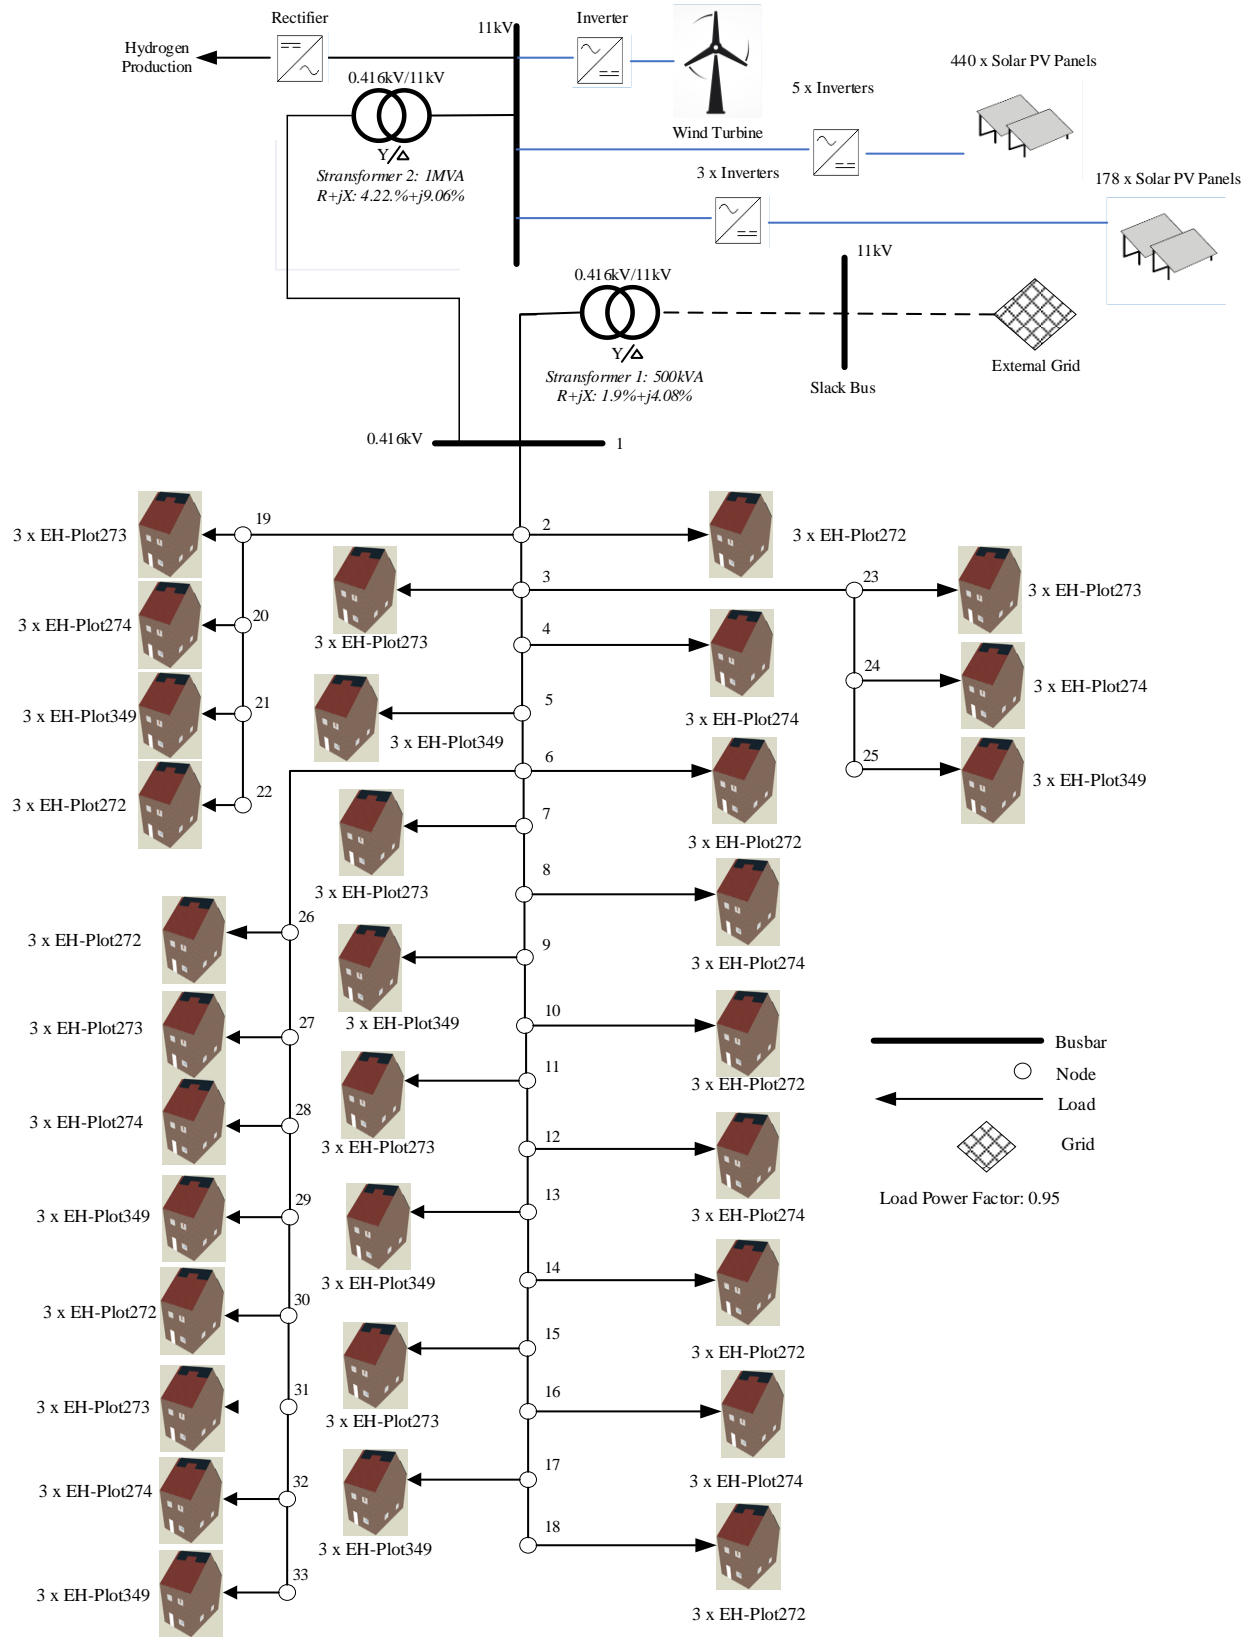 Rectifier
Inverter
11kV
Hydrogen
Production
440 x Solar PV Panels
0.416kV/11kV
5 x Inverters
Wind Turbine
Y/△
Stransformer 2: 1MVA
R+jX: 4.22.%+j9.06%
3 x Inverters
178 x Solar PV Panels
11kV
0.416kV/11kV
Y/△
External Grid
Stransformer 1: 500kVA
R+jX: 1.9%+j4.08%
Slack Bus
0.416kV
1
19
2
3 x EH-Plot273
3 x EH-Plot272
3
23
3 x EH-Plot273
20
3 x EH-Plot274
4
3 x EH-Plot273
24
3 x EH-Plot274
21
3 x EH-Plot349
5
3 x EH-Plot274
3 x EH-Plot349
6
25
3 x EH-Plot349
22
3 x EH-Plot272
7
3 x EH-Plot272
8
3 x EH-Plot273
26
3 x EH-Plot272
9
3 x EH-Plot274
10
3 x EH-Plot349
27
3 x EH-Plot273
Busbar
11
Node
3 x EH-Plot272
Load
28
3 x EH-Plot274
12
3 x EH-Plot273
Grid
29
13
Load Power Factor: 0.95
3 x EH-Plot349
3 x EH-Plot274
14
3 x EH-Plot349
30
3 x EH-Plot272
15
3 x EH-Plot272
31
16
3 x EH-Plot273
3 x EH-Plot273
17
3 x EH-Plot274
32
3 x EH-Plot274
18
3 x EH-Plot349
33
3 x EH-Plot349
3 x EH-Plot272